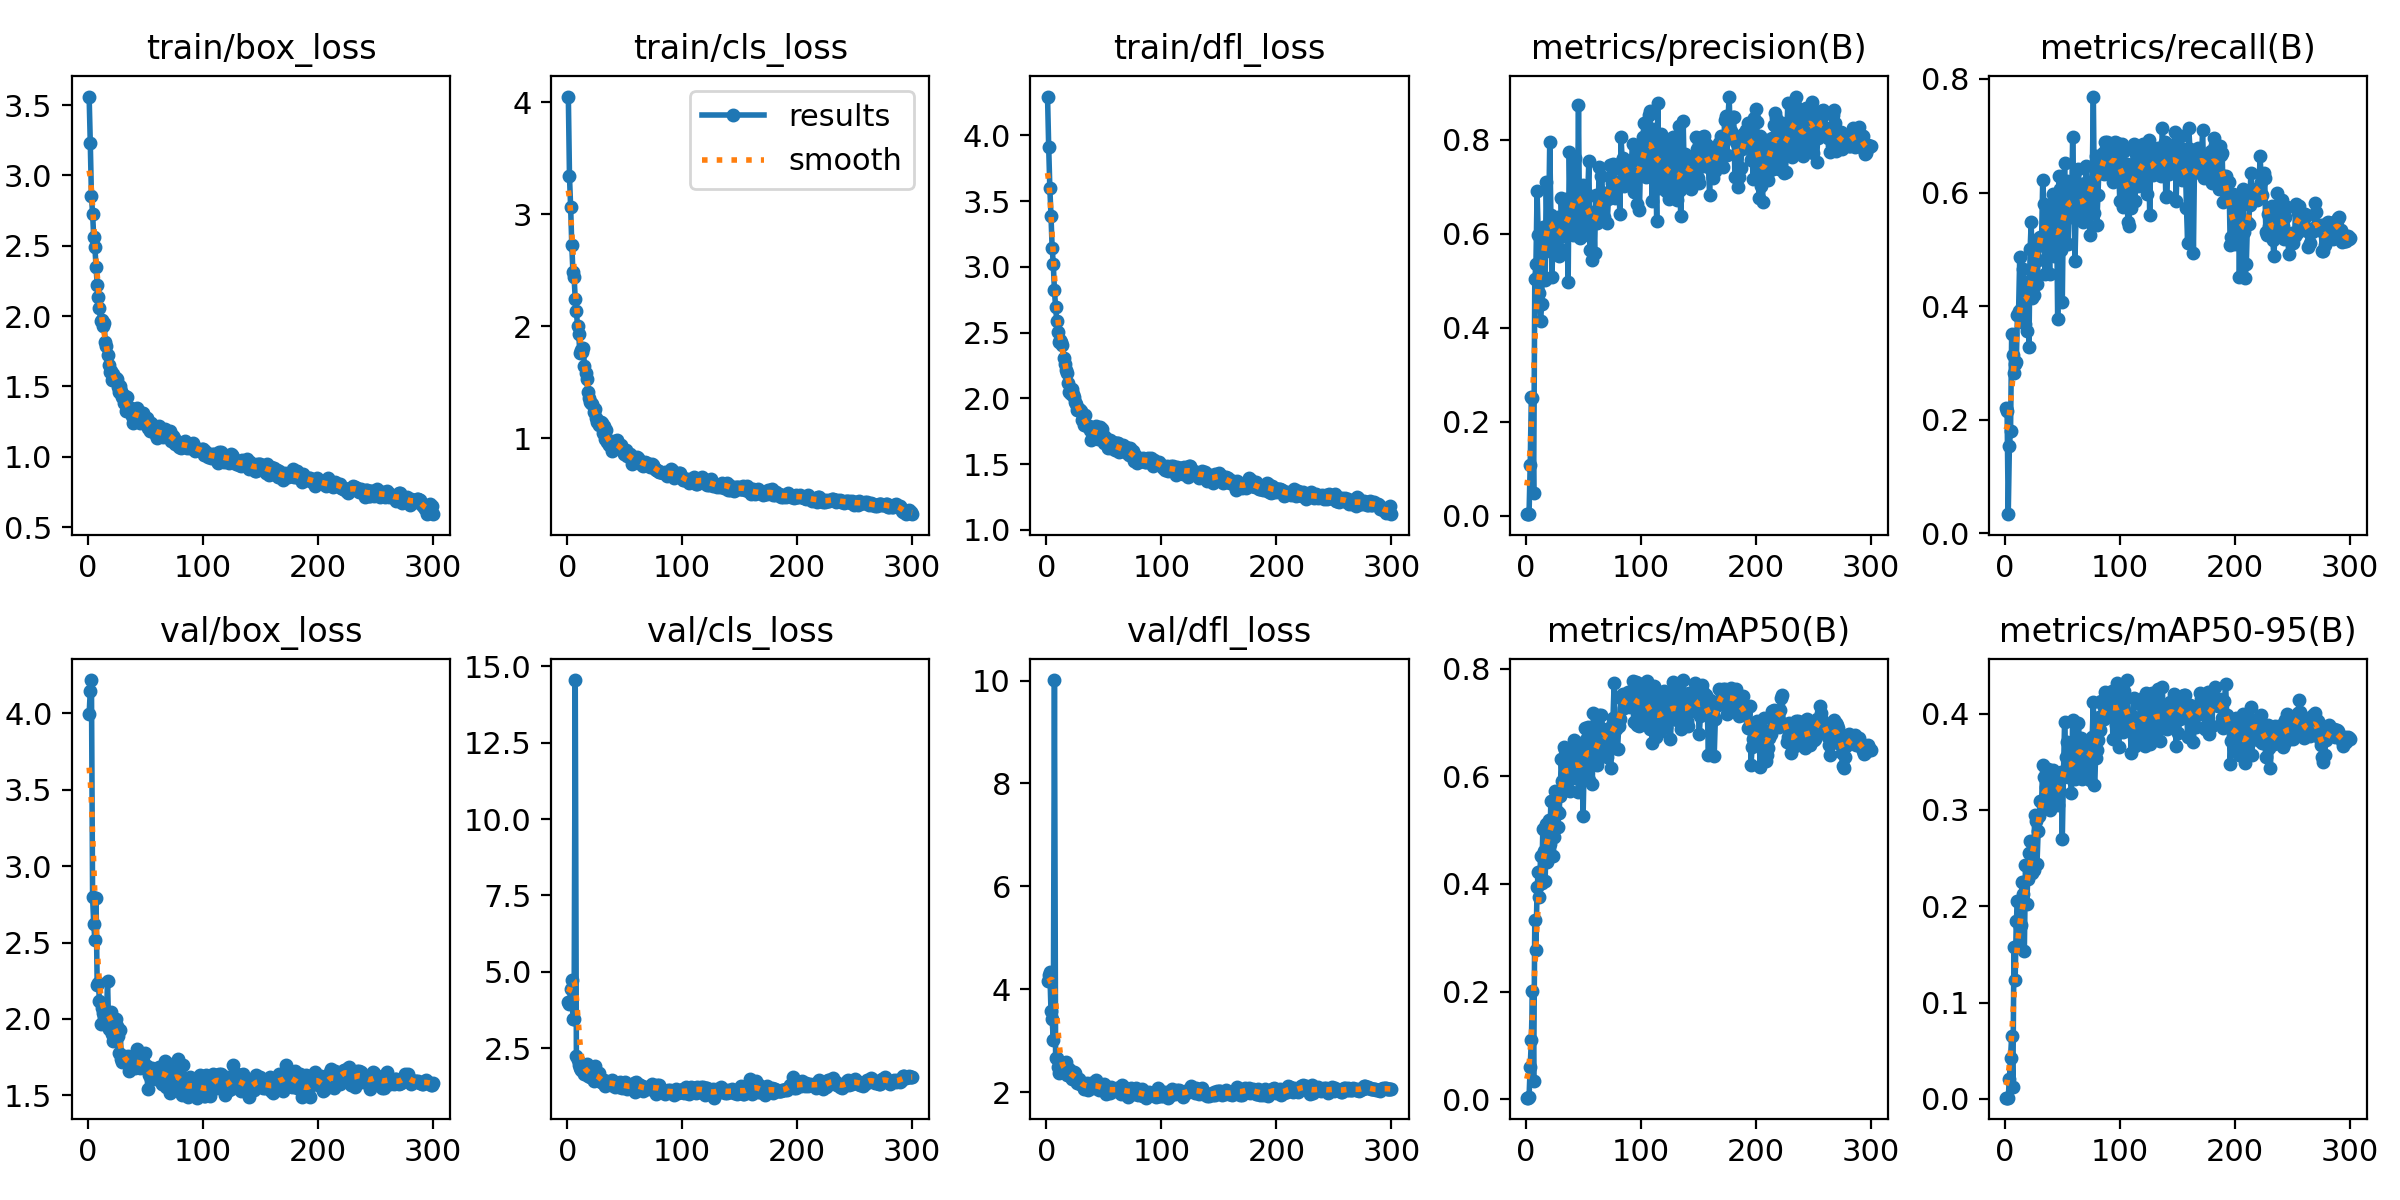 train/box_loss
3.5
3.0
2.5
2.0
1.5
1.0
0.5
0 100 200 300
train/cls_loss
results
smooth
4
3
2
1
0 100 200 300
train/dfl_loss
4.0
3.5
3.0
2.5
2.0
1.5
1.0
0 100 200 300
metrics/precision(B)
0.8
0.6
0.4
0.2
0.0
0 100 200 300
metrics/recall(B)
0.8
0.6
0.4
0.2
0.0
0 100 200 300
val/box_loss
4.0
3.5
3.0
2.5
2.0
1.5
0 100 200 300
val/cls_loss
15.0
12.5
10.0
7.5
5.0
2.5
0 100 200 300
val/dfl_loss
10
8
6
4
2
0 100 200 300
metrics/mAP50(B)
0.8
0.6
0.4
0.2
0.0
0 100 200 300
metrics/mAP50-95(B)
0.4
0.3
0.2
0.1
0.0
0 100 200 300